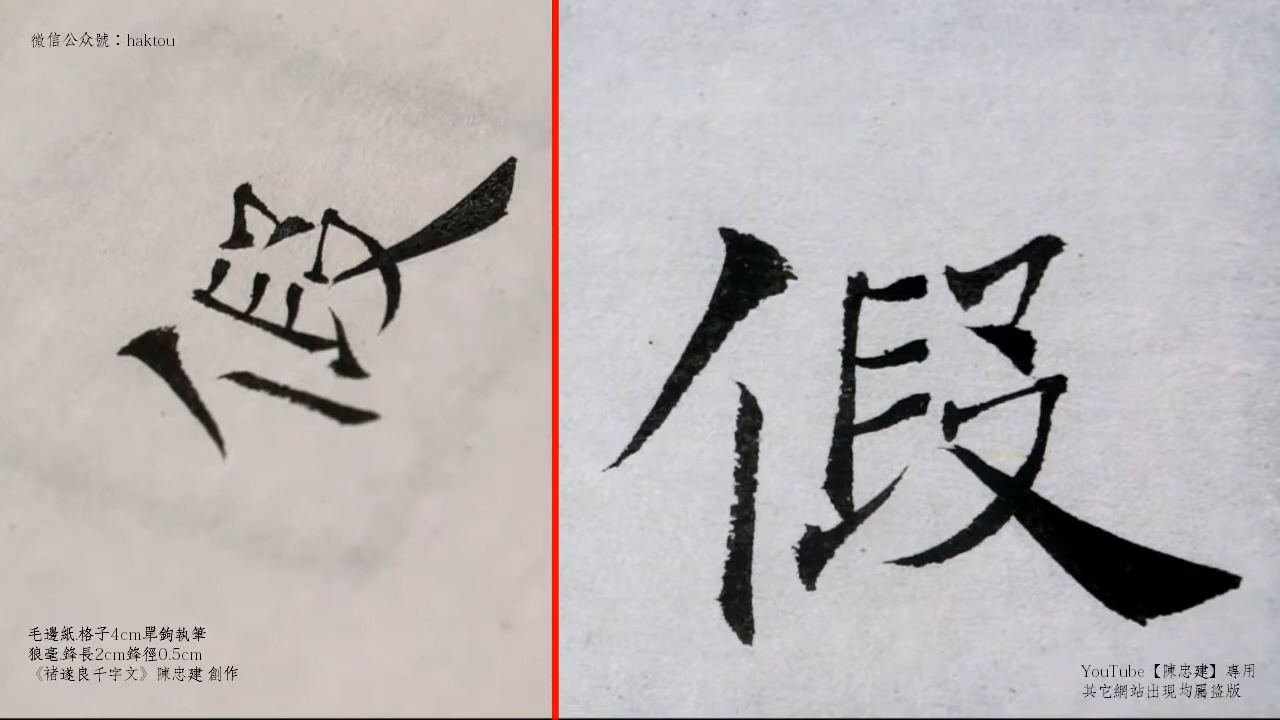 微信公众號：haktou
假
假
毛邊紙格子4cm單鉤執筆
狼毫鋒長2cm鋒徑0.5cm
《褚遂良千字文》陳忠建 創作
YouTube【陳忠建】專用
其它網站出現均屬盜版